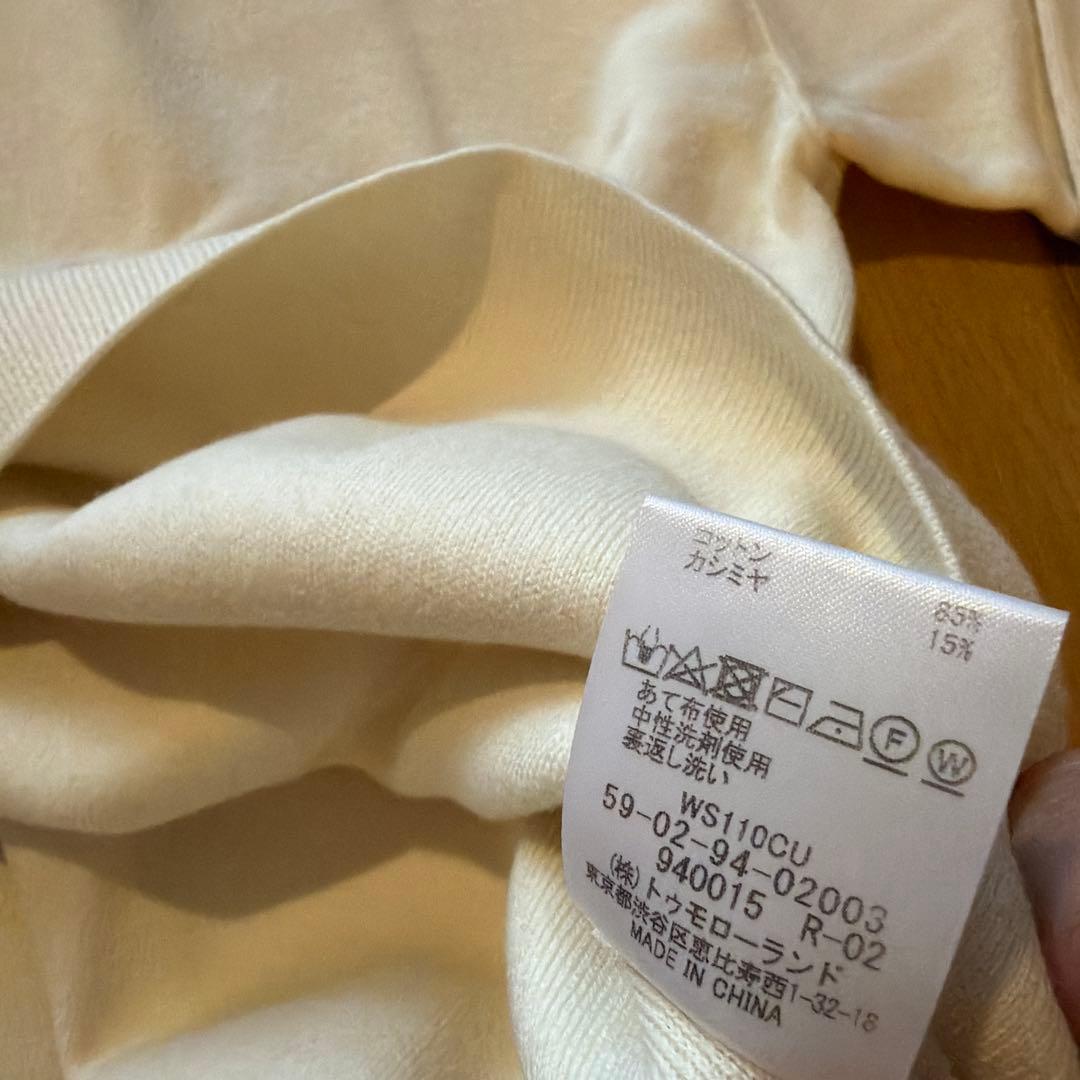 コットン 85%
カシミヤ 15%
F W
あて布使用
中性洗剤使用
裏返し洗い
WS110CU
59-02-94-02003
940015 R-02
(株)トゥモローランド
東京都渋谷区恵比寿西1-32-18
MADE IN CHINA